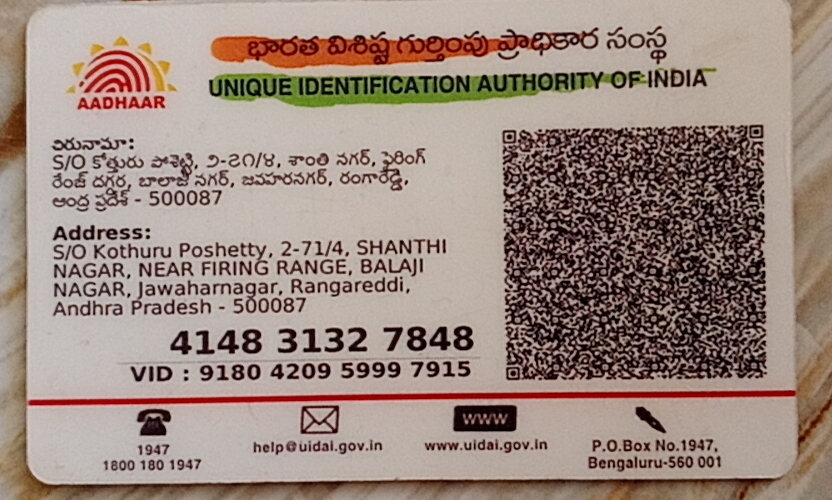 భారత విశిష్ట గుర్తింపు ప్రాధికార సంస్థ
UNIQUE IDENTIFICATION AUTHORITY OF INDIA
AADHAAR
చిరునామా:
S/O కోత్తురు పోశెట్టి, ౨-౭౧/౪, శాంతి నగర్, ఫైరింగ్
రేంజ్ దగ్గర, బాలాజీ నగర్, జవహరనగర్, రంగారెడ్డి,
ఆంధ్ర ప్రదేశ్ - 500087
Address:
S/O Kothuru Poshetty, 2-71/4, SHANTHI
NAGAR, NEAR FIRING RANGE, BALAJI
NAGAR, Jawaharnagar, Rangareddi,
Andhra Pradesh - 500087
4148 3132 7848
VID : 9180 4209 5999 7915
1947
1800 180 1947
help@uidai.gov.in
www
www.uidai.gov.in
P.O.Box No.1947,
Bengaluru-560 001